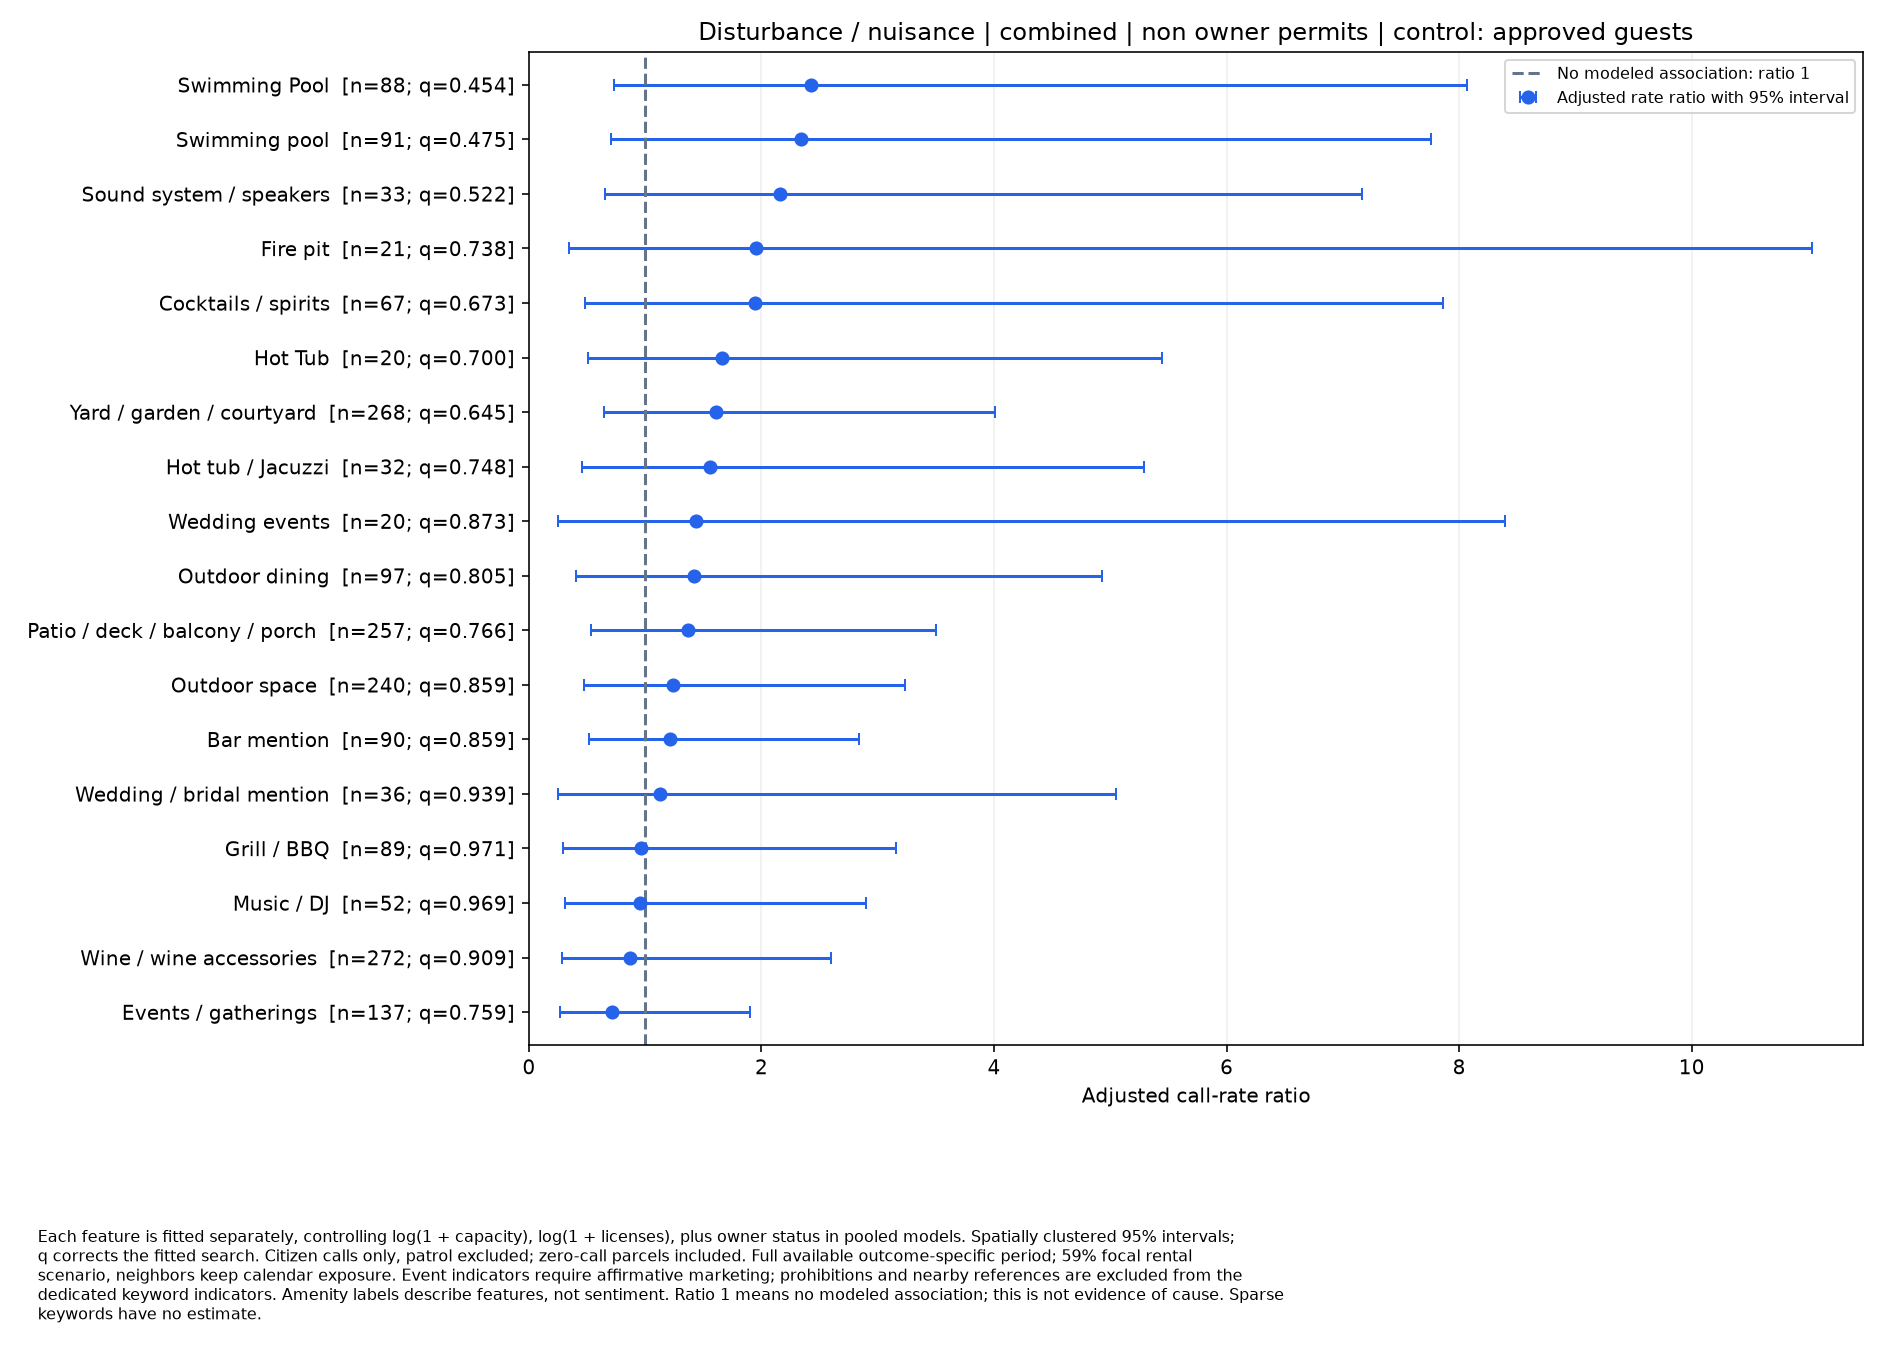 Disturbance / nuisance | combined | non owner permits | control: approved guests
No modeled association: ratio 1
Adjusted rate ratio with 95% interval
Swimming Pool [n=88; q=0.454]
Swimming pool [n=91; q=0.475]
Sound system / speakers [n=33; q=0.522]
Fire pit [n=21; q=0.738]
Cocktails / spirits [n=67; q=0.673]
Hot Tub [n=20; q=0.700]
Yard / garden / courtyard [n=268; q=0.645]
Hot tub / Jacuzzi [n=32; q=0.748]
Wedding events [n=20; q=0.873]
Outdoor dining [n=97; q=0.805]
Patio / deck / balcony / porch [n=257; q=0.766]
Outdoor space [n=240; q=0.859]
Bar mention [n=90; q=0.859]
Wedding / bridal mention [n=36; q=0.939]
Grill / BBQ [n=89; q=0.971]
Music / DJ [n=52; q=0.969]
Wine / wine accessories [n=272; q=0.909]
Events / gatherings [n=137; q=0.759]
0 2 4 6 8 10
Adjusted call-rate ratio
Each feature is fitted separately, controlling log(1 + capacity), log(1 + licenses), plus owner status in pooled models. Spatially clustered 95% intervals;
q corrects the fitted search. Citizen calls only, patrol excluded; zero-call parcels included. Full available outcome-specific period; 59% focal rental
scenario, neighbors keep calendar exposure. Event indicators require affirmative marketing; prohibitions and nearby references are excluded from the
dedicated keyword indicators. Amenity labels describe features, not sentiment. Ratio 1 means no modeled association; this is not evidence of cause. Sparse
keywords have no estimate.